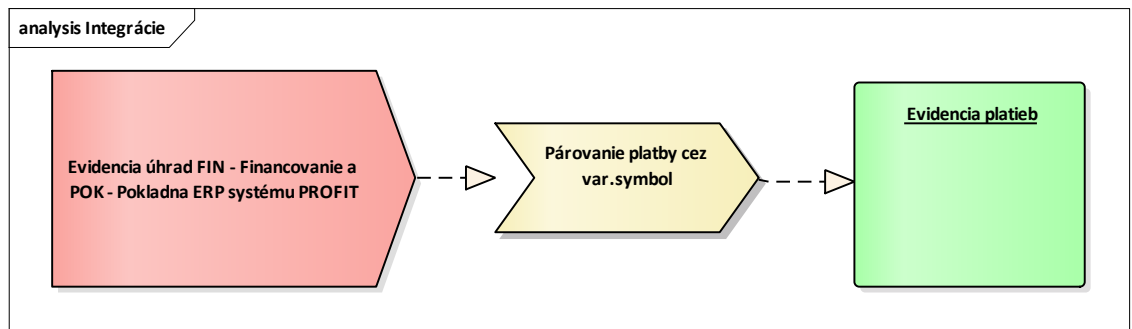 analysis Integrácie
Evidencia úhrad FIN - Financovanie a
POK - Pokladna ERP systému PROFIT
Párovanie platby cez
var.symbol
Evidencia platieb